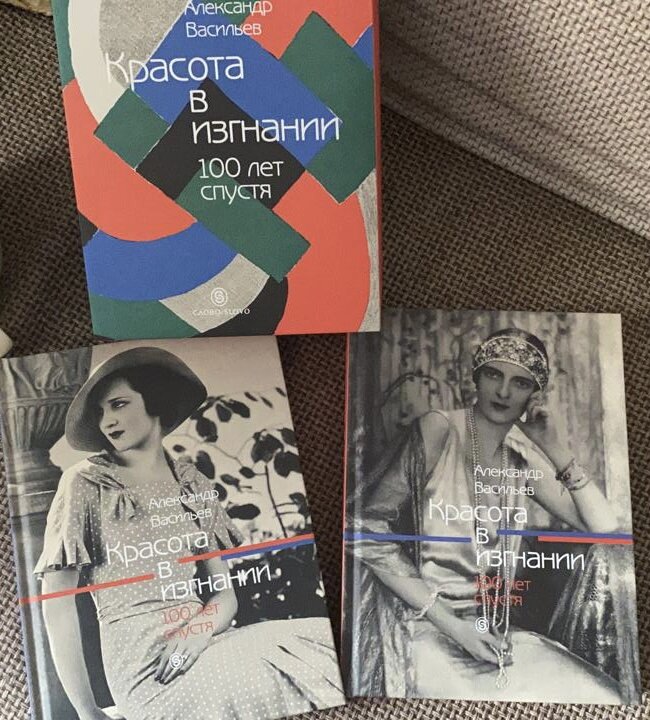 Александр
Васильев
Красота
в
изгнании
100 лет
спустя
СЛОВО/SLOVO
Александр
Васильев
Красота
в
изгнании
100 лет
спустя
Александр
Васильев
Красота
в
изгнании
100 лет
спустя